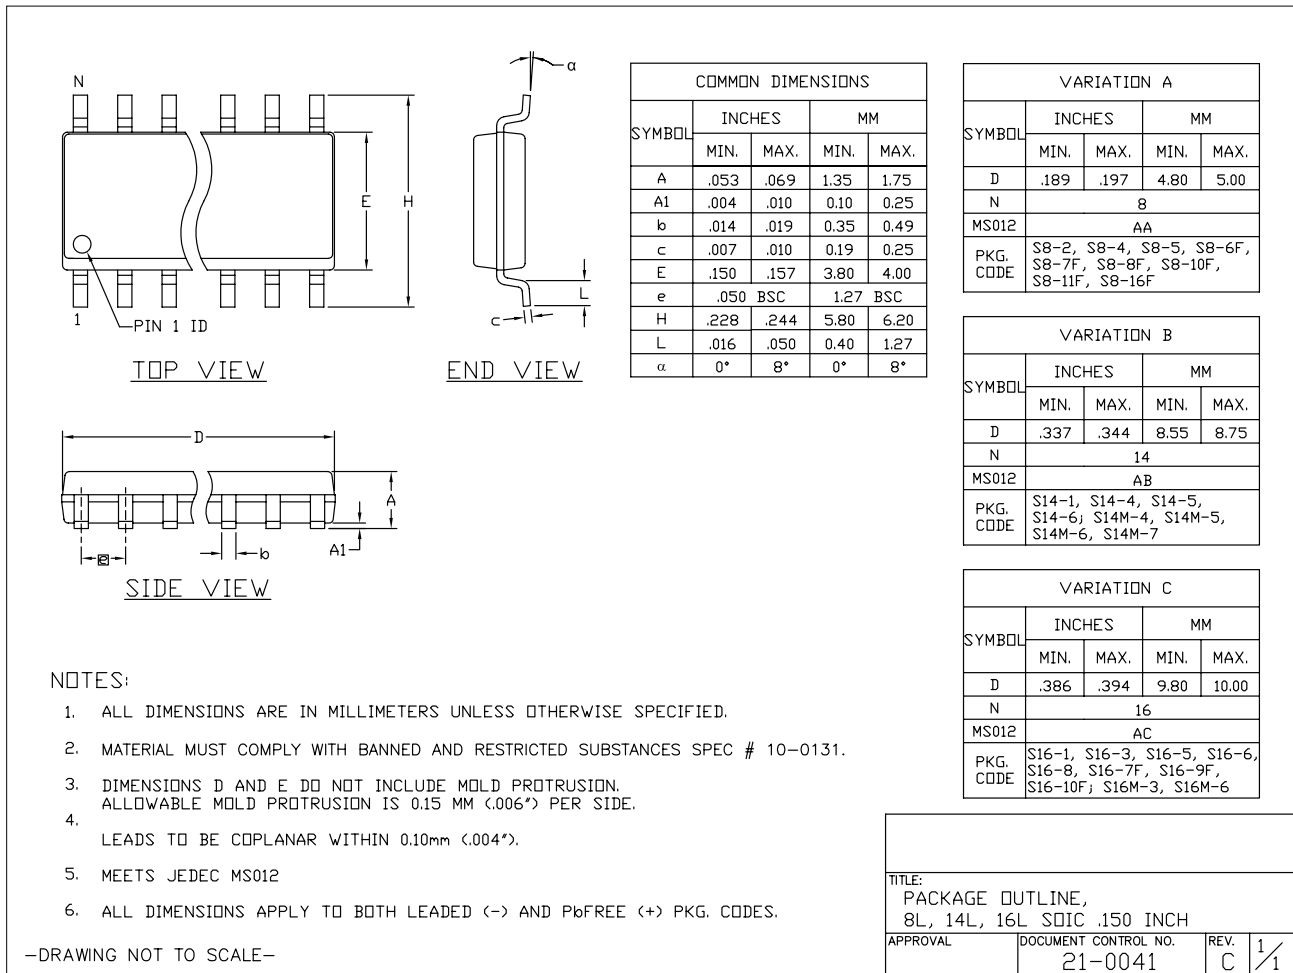 N
E
H
1
PIN 1 ID
TOP VIEW
α
L
c
END VIEW
D
A
A1
e
b
SIDE VIEW
COMMON DIMENSIONS
SYMBOL INCHES MM
MIN. MAX. MIN. MAX.
A .053 .069 1.35 1.75
A1 .004 .010 0.10 0.25
b .014 .019 0.35 0.49
c .007 .010 0.19 0.25
E .150 .157 3.80 4.00
e .050 BSC 1.27 BSC
H .228 .244 5.80 6.20
L .016 .050 0.40 1.27
α 0° 8° 0° 8°
VARIATION A
SYMBOL INCHES MM
MIN. MAX. MIN. MAX.
D .189 .197 4.80 5.00
N 8
MS012 AA
PKG. CODE
S8-2, S8-4, S8-5, S8-6F,
S8-7F, S8-8F, S8-10F,
S8-11F, S8-16F
VARIATION B
SYMBOL INCHES MM
MIN. MAX. MIN. MAX.
D .337 .344 8.55 8.75
N 14
MS012 AB
PKG. CODE
S14-1, S14-4, S14-5,
S14-6; S14M-4, S14M-5,
S14M-6, S14M-7
VARIATION C
SYMBOL INCHES MM
MIN. MAX. MIN. MAX.
D .386 .394 9.80 10.00
N 16
MS012 AC
PKG. CODE
S16-1, S16-3, S16-5, S16-6,
S16-8, S16-7F, S16-9F,
S16-10F; S16M-3, S16M-6
NOTES:
1. ALL DIMENSIONS ARE IN MILLIMETERS UNLESS OTHERWISE SPECIFIED.
2. MATERIAL MUST COMPLY WITH BANNED AND RESTRICTED SUBSTANCES SPEC # 10-0131.
3. DIMENSIONS D AND E DO NOT INCLUDE MOLD PROTRUSION.
ALLOWABLE MOLD PROTRUSION IS 0.15 MM (.006") PER SIDE.
4.
LEADS TO BE COPLANAR WITHIN 0.10mm (.004").
5. MEETS JEDEC MS012
6. ALL DIMENSIONS APPLY TO BOTH LEADED (-) AND PbFREE (+) PKG. CODES.
-DRAWING NOT TO SCALE-
TITLE:
PACKAGE OUTLINE,
8L, 14L, 16L SOIC .150 INCH
APPROVAL
DOCUMENT CONTROL NO.
21-0041
REV.
C
1/1